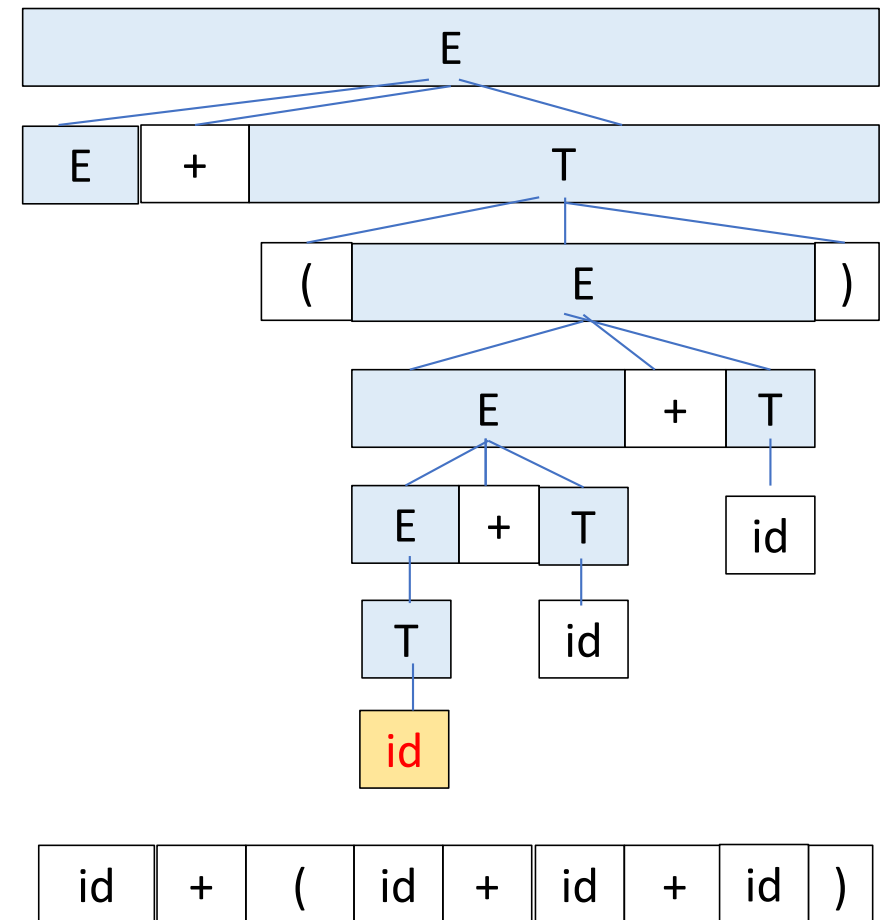 E
E + T
( E )
E + T
E + T id
T id
id
id + ( id + id + id )